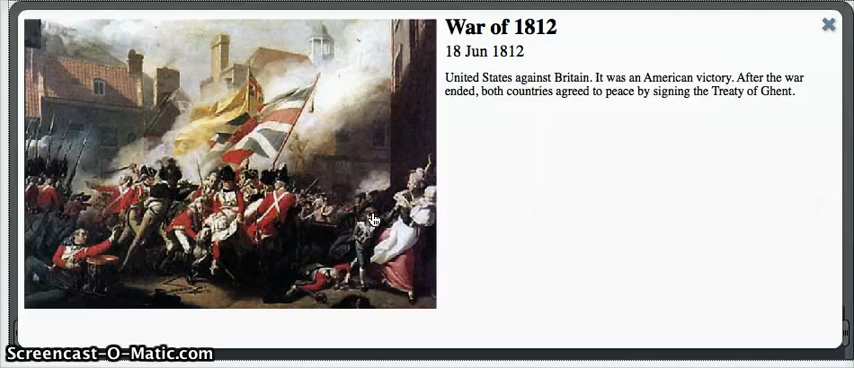 War of 1812
18 Jun 1812
United States against Britain. It was an American victory. After the war
ended, both countries agreed to peace by signing the Treaty of Ghent.
Screencast-O-Matic.com